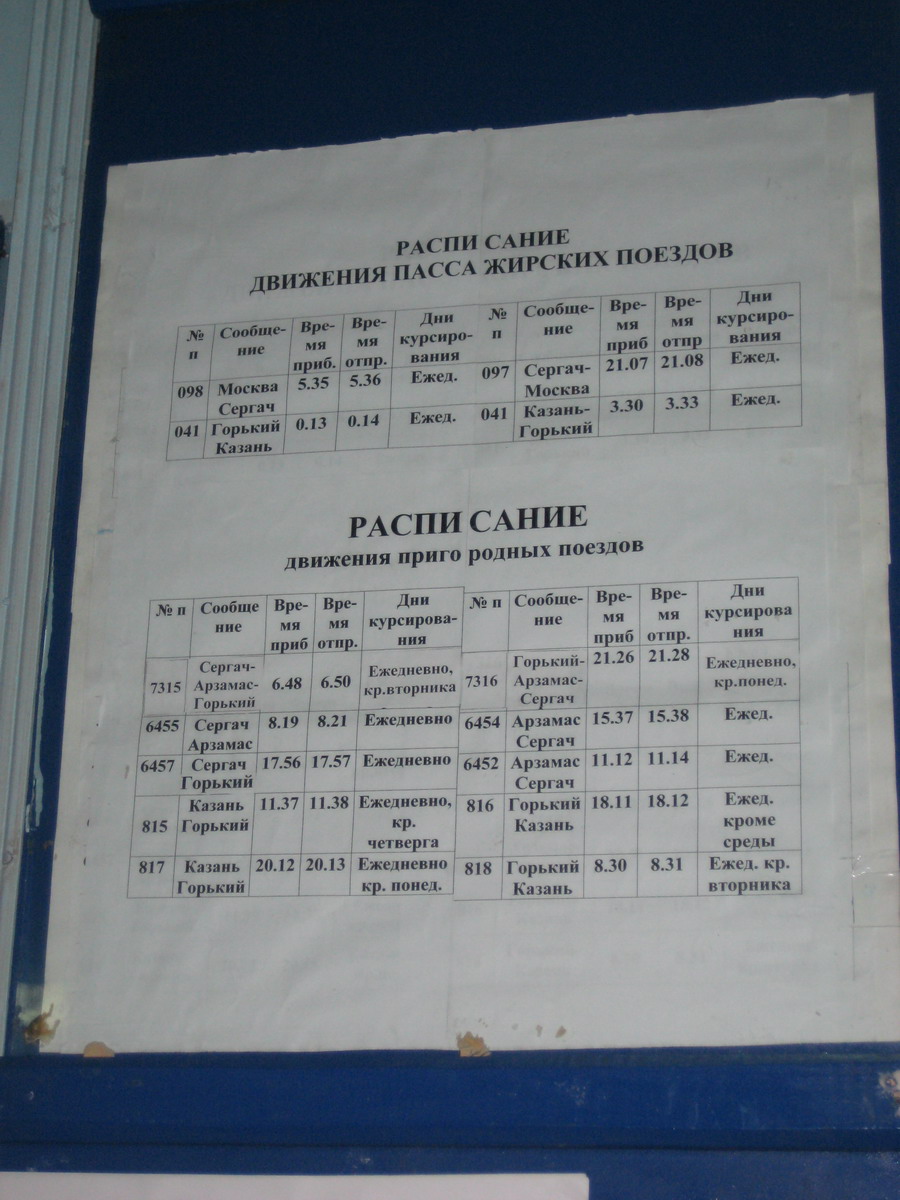 РАСПИ САНИЕ
ДВИЖЕНИЯ ПАССА ЖИРСКИХ ПОЕЗДОВ
№ п Сообще- ние Вре- мя приб. Вре- мя отпр. Дни курсиро- вания № п Сообще- ние Вре- мя приб Вре- мя отпр Дни курсиро- вания
098 Москва Сергач 5.35 5.36 Ежед. 097 Сергач- Москва 21.07 21.08 Ежед.
041 Горький Казань 0.13 0.14 Ежед. 041 Казань- Горький 3.30 3.33 Ежед.
РАСПИ САНИЕ
движения приго родных поездов
№ п Сообще ние Вре- мя приб Вре- мя отпр. Дни курсирова- ния № п Сообще- ние Вре- мя приб Вре- мя отпр. Дни курсирова ния
7315 Сергач- Арзамас- Горький 6.48 6.50 Ежедневно, кр.вторника 7316 Горький- Арзамас- Сергач 21.26 21.28 Ежедневно, кр.понед.
6455 Сергач Арзамас 8.19 8.21 Ежедневно 6454 Арзамас Сергач 15.37 15.38 Ежед.
6457 Сергач Горький 17.56 17.57 Ежедневно 6452 Арзамас Сергач 11.12 11.14 Ежед.
815 Казань Горький 11.37 11.38 Ежедневно, кр. четверга 816 Горький Казань 18.11 18.12 Ежед. кроме среды
817 Казань Горький 20.12 20.13 Ежедневно кр. понед. 818 Горький Казань 8.30 8.31 Ежед. кр. вторника